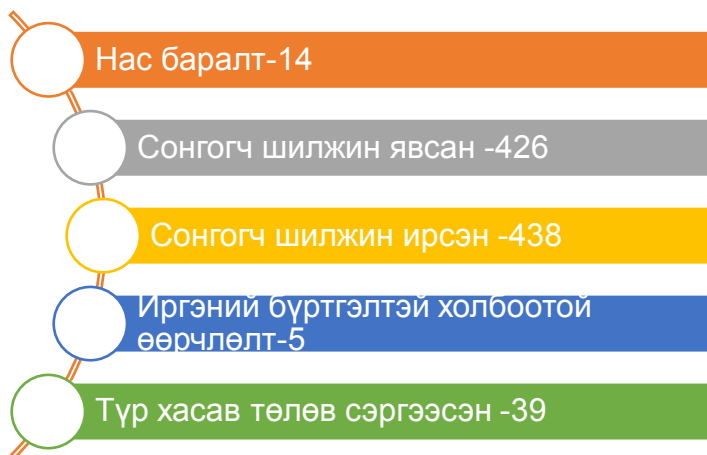 Нас баралт-14
Сонгогч шилжин явсан -426
Сонгогч шилжин ирсэн -438
Иргэний бүртгэлтэй холбоотой
өөрчлөлт-5
Түр хасав төлөв сэргээсэн -39